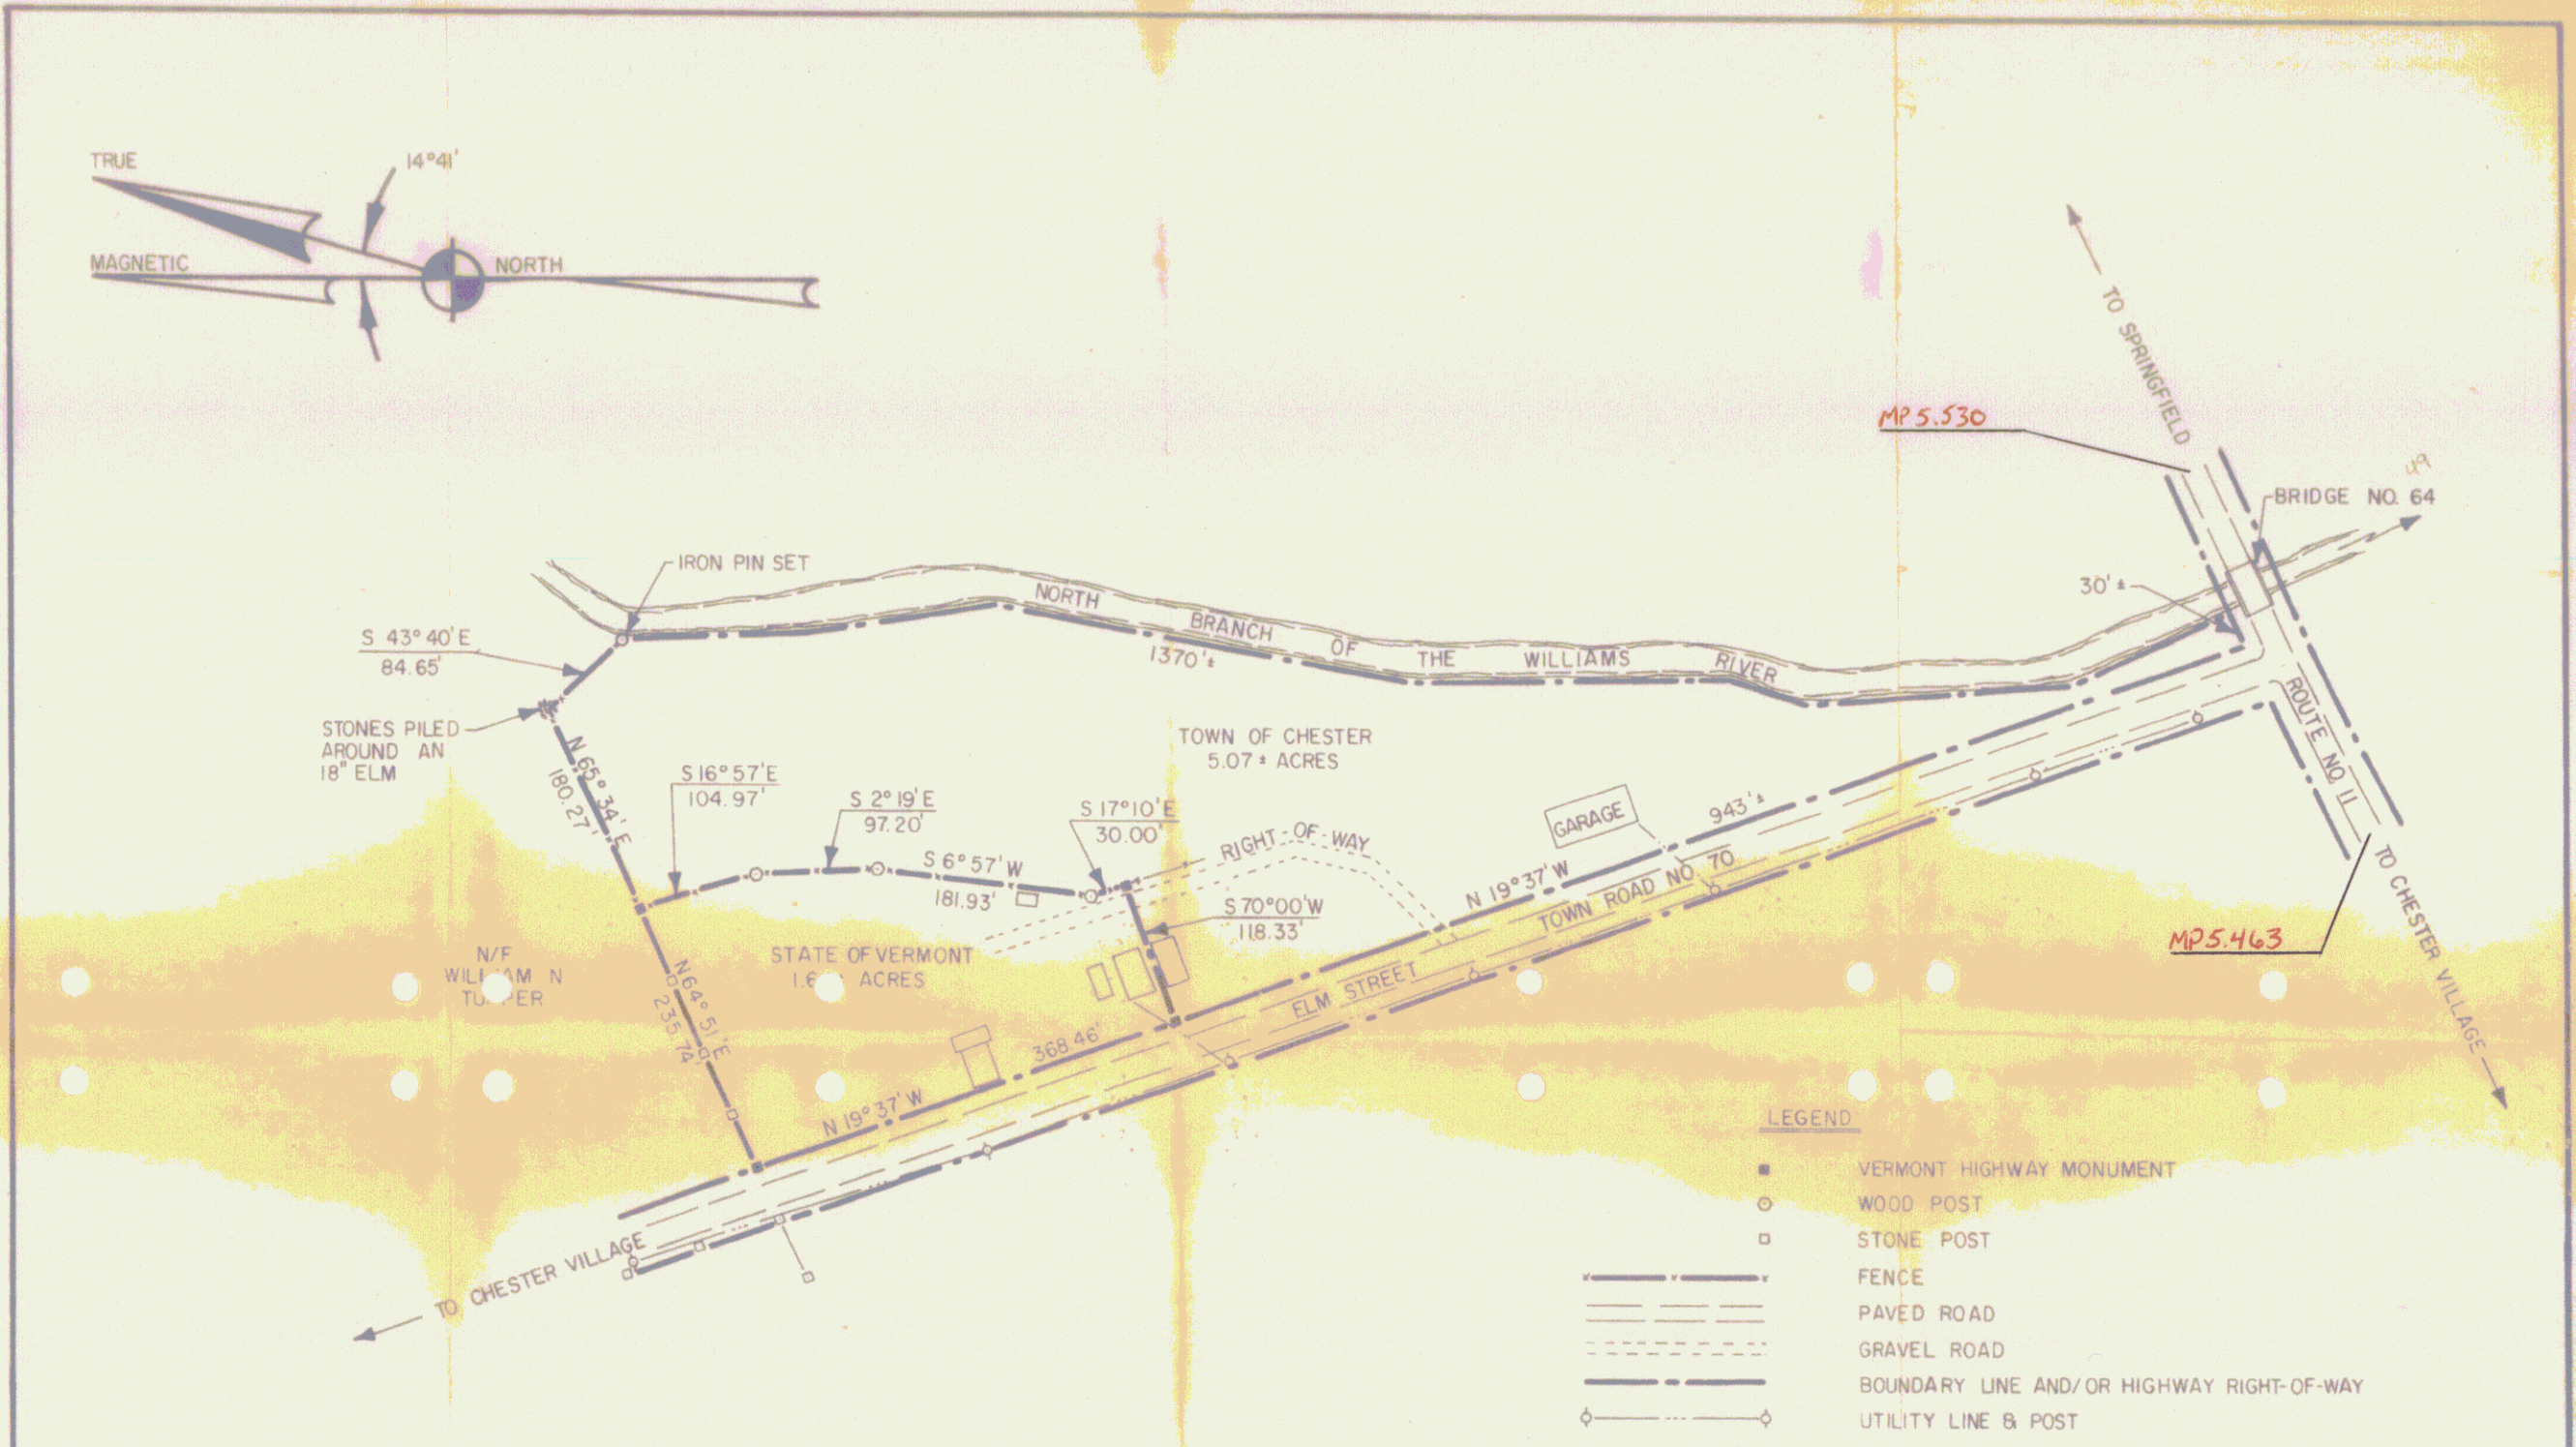 TRUE
14°41'
MAGNETIC
NORTH
TO SPRINGFIELD
MP 5.530
49
BRIDGE NO. 64
30'±
IRON PIN SET
S 43°40'E
84.65'
STONES PILED
AROUND AN
18" ELM
NORTH BRANCH OF THE WILLIAMS RIVER
1370'±
TOWN OF CHESTER
5.07± ACRES
N 65°34'E
180.27'
S 16°57'E
104.97'
S 2°19'E
97.20'
S 6°57'W
181.93'
S 17°10'E
30.00'
RIGHT-OF-WAY
S 70°00'W
118.33'
GARAGE
943'±
N 19°37'W
TOWN ROAD NO 70
ELM STREET
ROUTE NO. 11
TO CHESTER VILLAGE
MP 5.463
N/F
N
STATE OF VERMONT
ACRES
N 64°51'E
235.74'
368.46'
N 19°37'W
TO CHESTER VILLAGE
LEGEND
VERMONT HIGHWAY MONUMENT
WOOD POST
STONE POST
FENCE
PAVED ROAD
GRAVEL ROAD
BOUNDARY LINE AND/OR HIGHWAY RIGHT-OF-WAY
UTILITY LINE & POST